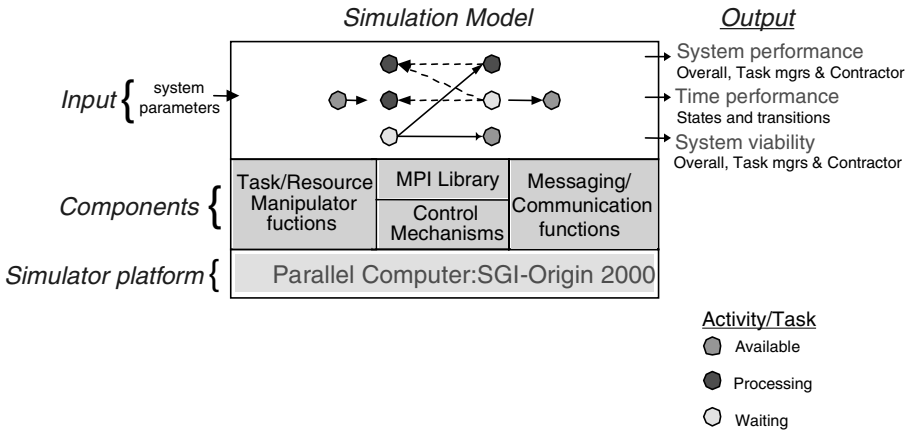 Simulation Model
Output
Input {
system
parameters
System performance
Overall, Task mgrs & Contractor
Time performance
States and transitions
System viability
Overall, Task mgrs & Contractor
Components {
Task/Resource
Manipulator
fuctions
MPI Library
Control
Mechanisms
Messaging/
Communication
functions
Simulator platform {
Parallel Computer:SGI-Origin 2000
Activity/Task
Available
Processing
Waiting